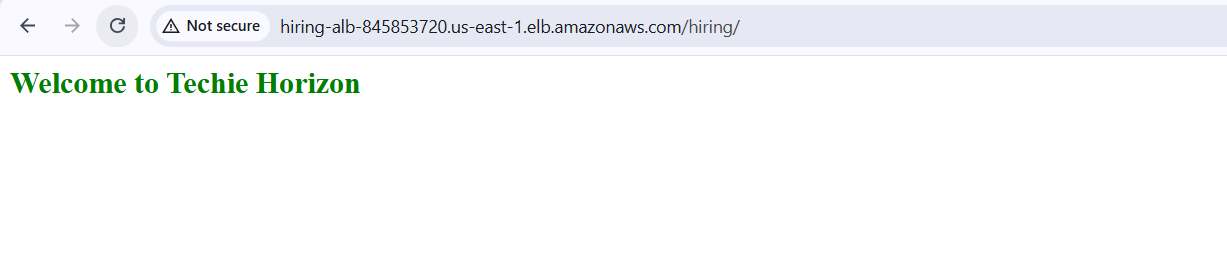 Not secure hiring-alb-845853720.us-east-1.elb.amazonaws.com/hiring/
Welcome to Techie Horizon